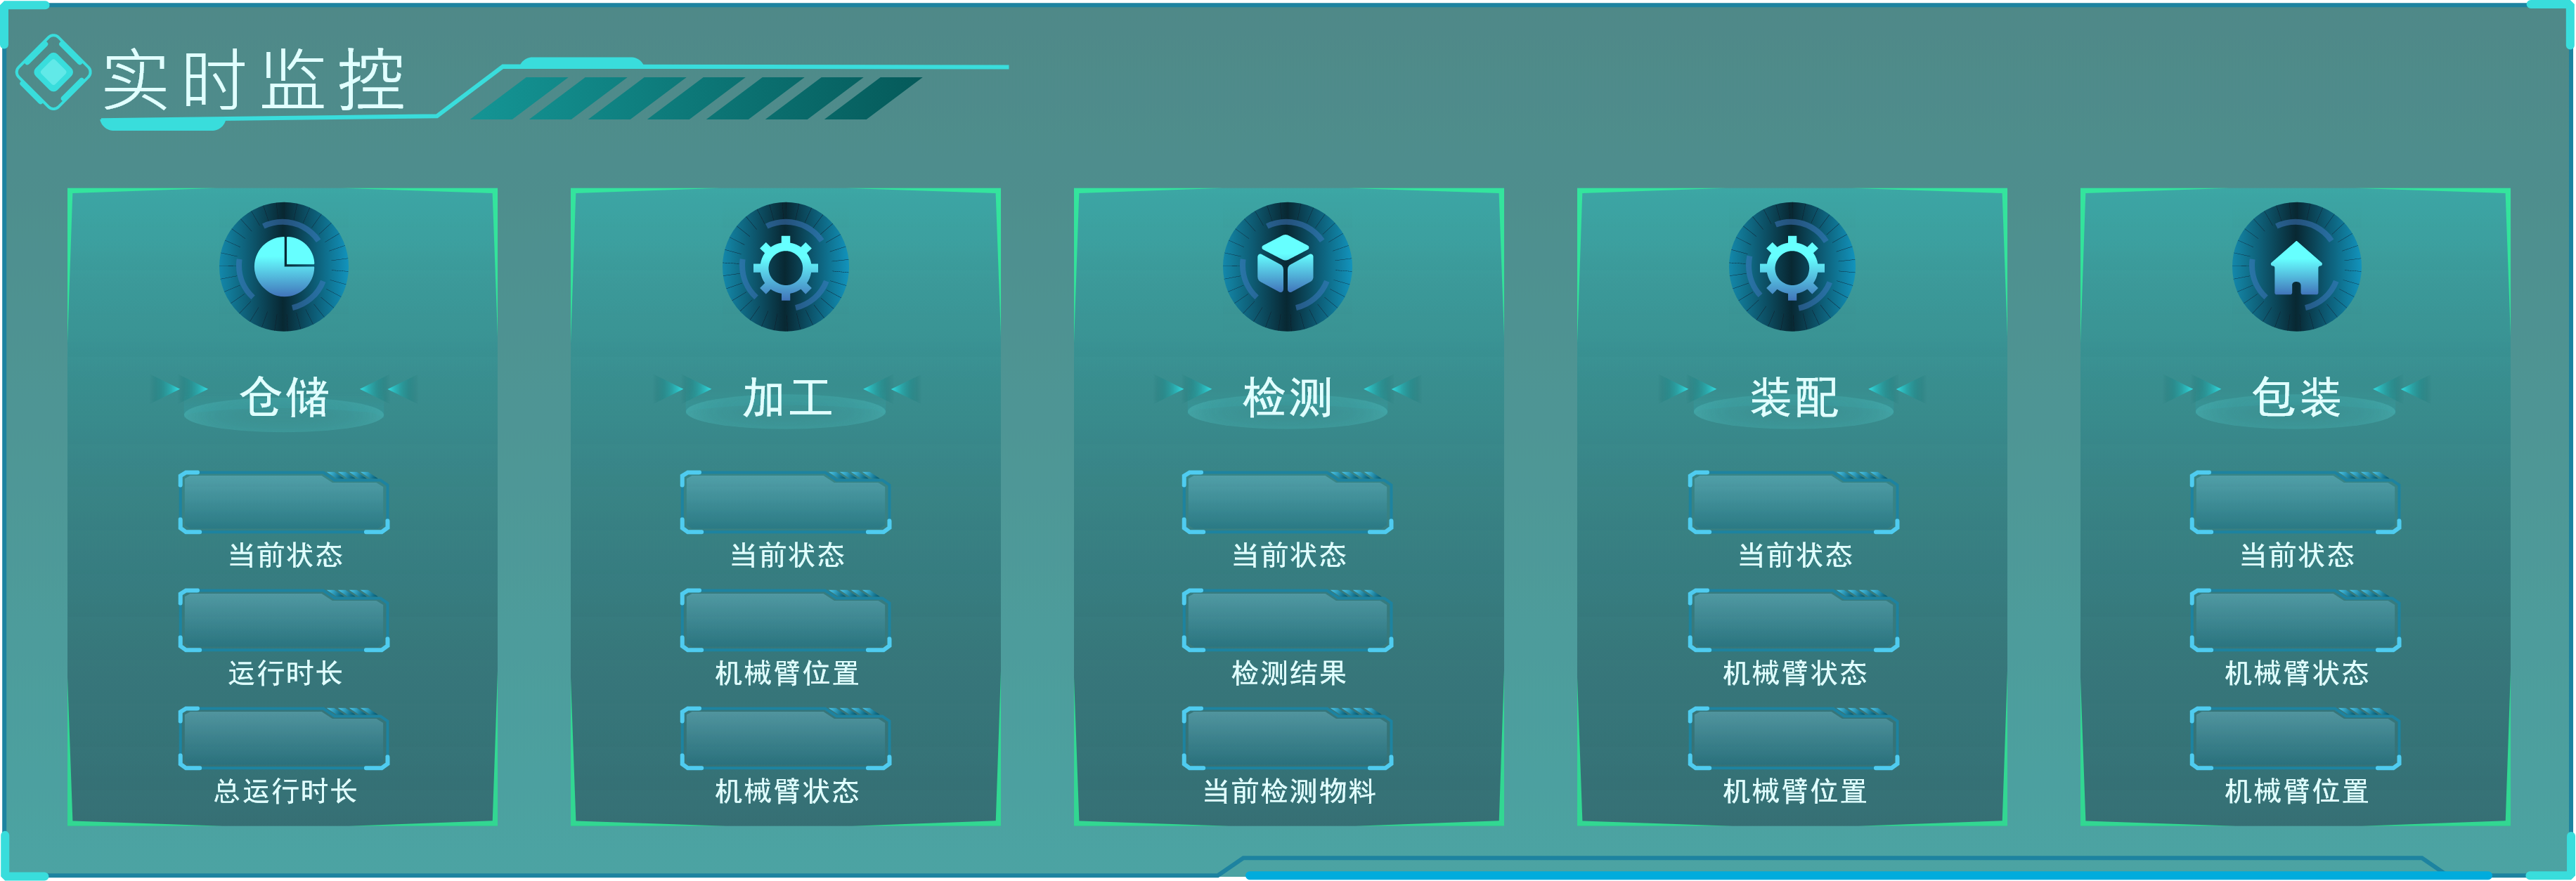 实时监控
仓储
当前状态
运行时长
总运行时长
加工
当前状态
机械臂位置
机械臂状态
检测
当前状态
检测结果
当前检测物料
装配
当前状态
机械臂状态
机械臂位置
包装
当前状态
机械臂状态
机械臂位置